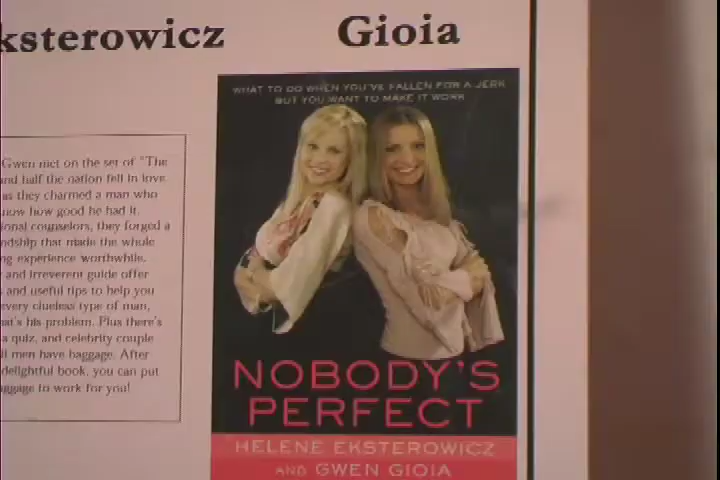 ksterowicz Gioia
WHAT TO DO WHEN YOU'VE FALLEN FOR A JERK
BUT YOU WANT TO MAKE IT WORK
Gwen met on the set of "The
and half the nation fell in love
as they charmed a man who
now how good he had it.
ional counselors, they forged a
ndship that made the whole
ng experience worthwhile.
and irreverent guide offer
and useful tips to help you
every clueless type of man,
hat's his problem. Plus there's
a quiz, and celebrity couple
ll men have baggage. After
delightful book, you can put
aggage to work for you!
NOBODY'S
PERFECT
HELENE EKSTEROWICZ
AND GWEN GIOIA